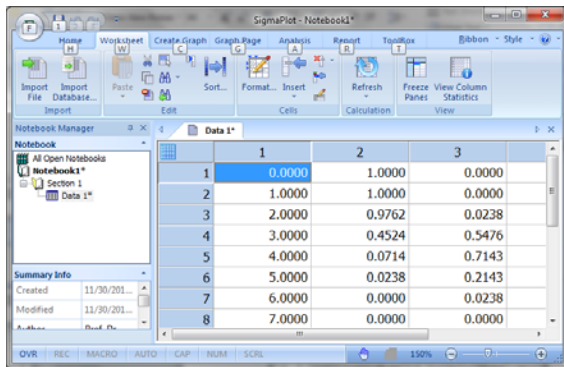 SigmaPlot - Notebook1*
F 1 2 3
Home Worksheet Create Graph Graph Page Analysis Report Toolbox Ribbon Style
H W C G A R T
Import File Import Database... Paste Sort... Format... Insert Refresh Freeze Panes View Column Statistics
Import Edit Cells Calculation View
Notebook Manager
Notebook
All Open Notebooks
Notebook1*
Section 1
Data 1*
Summary Info
Created 11/30/201...
Modified 11/30/201...
Data 1*
1 2 3
1 0.0000 1.0000 0.0000
2 1.0000 1.0000 0.0000
3 2.0000 0.9762 0.0238
4 3.0000 0.4524 0.5476
5 4.0000 0.0714 0.7143
6 5.0000 0.0238 0.2143
7 6.0000 0.0000 0.0238
8 7.0000 0.0000 0.0000
OVR REC MACRO AUTO CAP NUM SCRL 150%